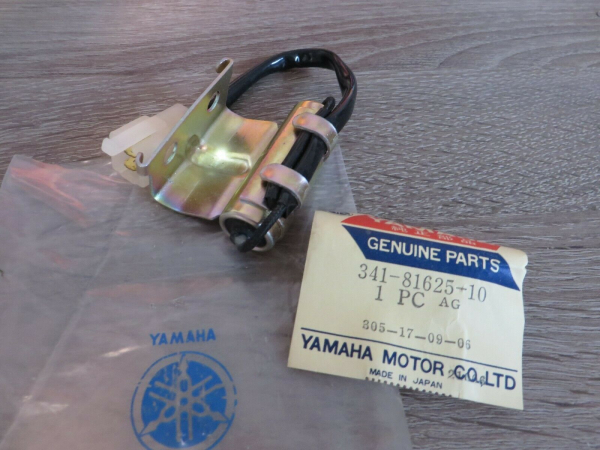 YAMAHA
GENUINE PARTS
341-81625-10
1 PC AG
305-17-09-06
YAMAHA MOTOR CO.,LTD
MADE IN JAPAN
YAMAHA